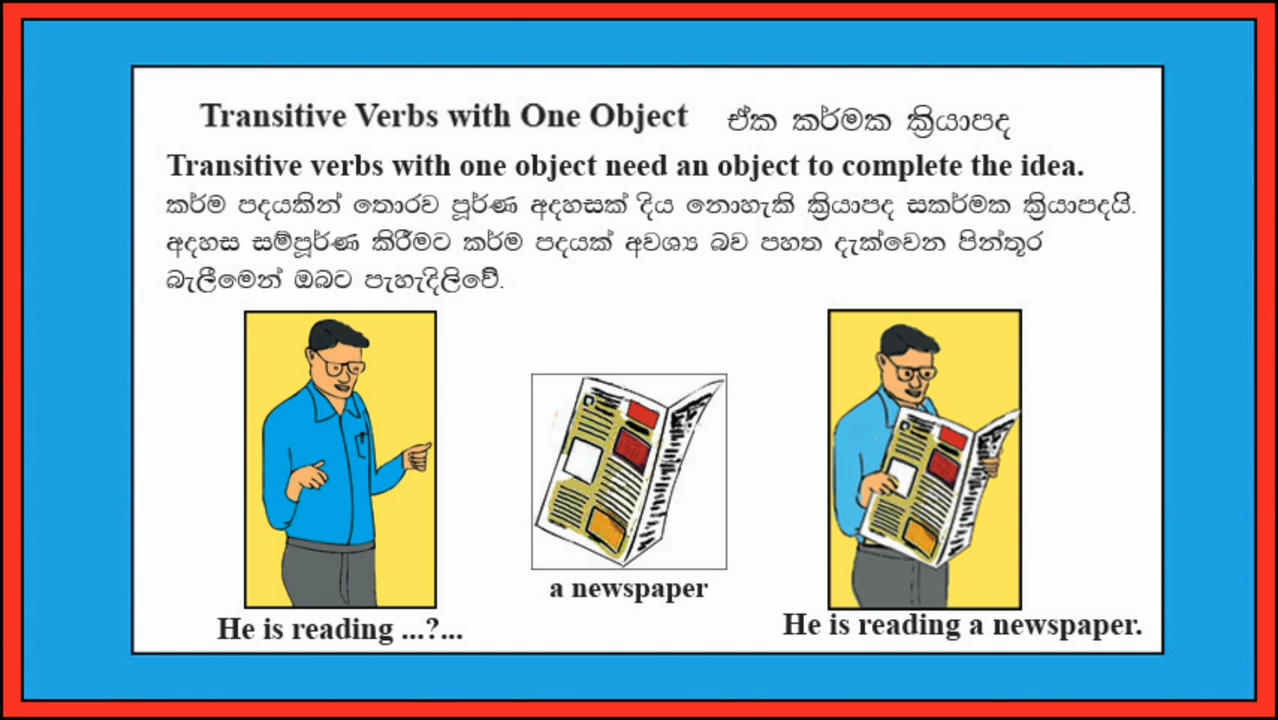 Transitive Verbs with One Object ඒක කර්මක ක්‍රියාපද
Transitive verbs with one object need an object to complete the idea.
කර්ම පදයකින් තොරව පූර්ණ අදහසක් දිය නොහැකි ක්‍රියාපද සකර්මක ක්‍රියාපදයි.
අදහස සම්පූර්ණ කිරීමට කර්ම පදයක් අවශ්‍ය බව පහත දැක්වෙන පින්තූර
බැලීමෙන් ඔබට පැහැදිලිවේ.
a newspaper
He is reading ...?...
He is reading a newspaper.